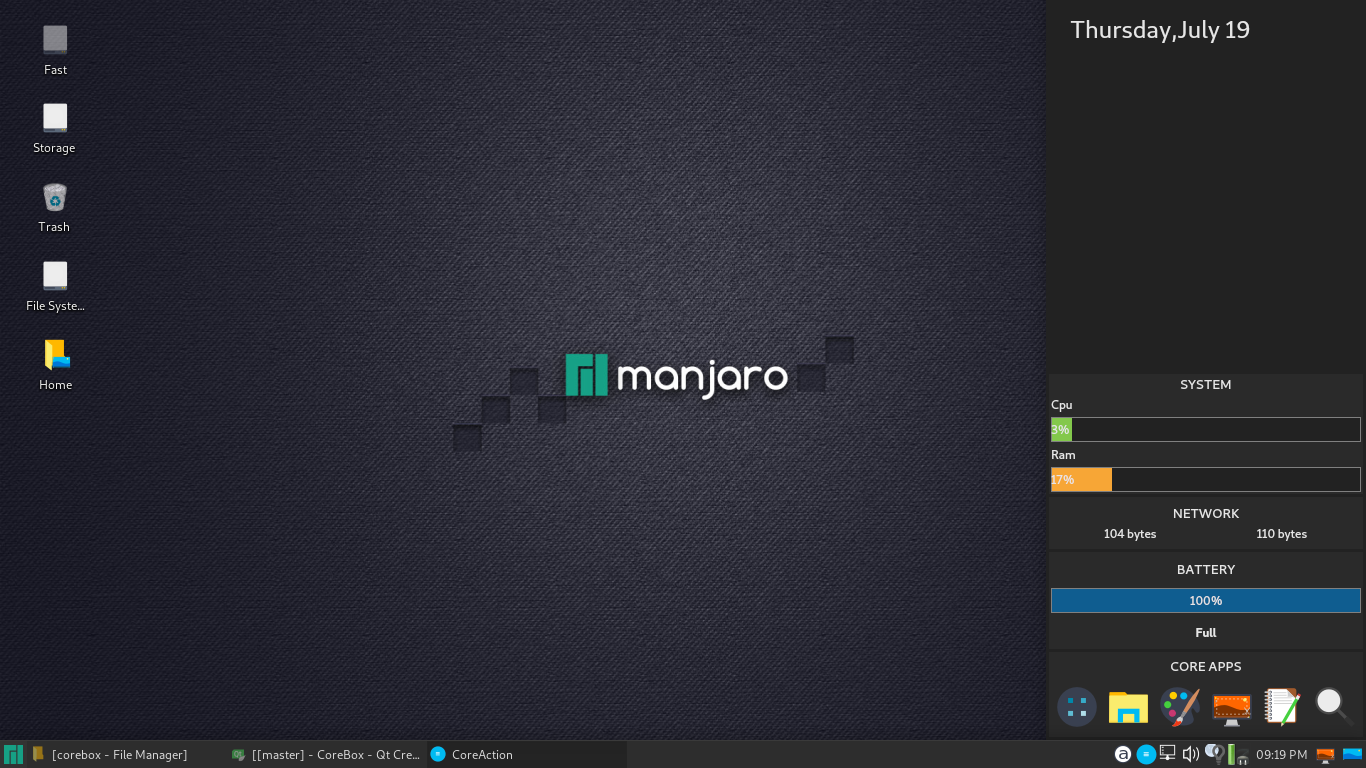 Fast
Storage
Trash
File Syste...
Home
manjaro
Thursday,July 19
SYSTEM
Cpu
3%
Ram
17%
NETWORK
104 bytes 110 bytes
BATTERY
100%
Full
CORE APPS
[corebox - File Manager] [[master] - CoreBox - Qt Cre... CoreAction a 09:19 PM